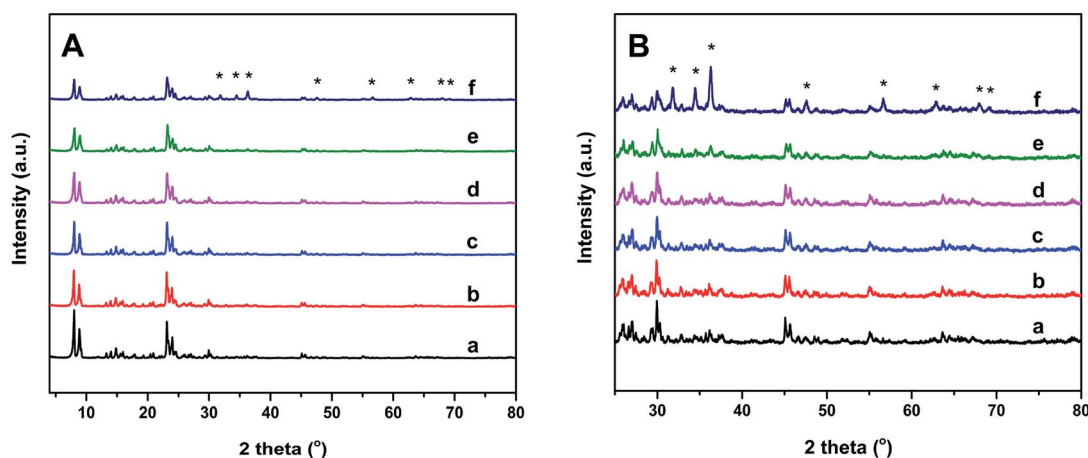 A
* * * * * * * *
f
e
d
c
b
a
Intensity (a.u.)
10 20 30 40 50 60 70 80
2 theta (°)
B
* * * * * * * *
f
e
d
c
b
a
Intensity (a.u.)
30 40 50 60 70 80
2 theta (°)